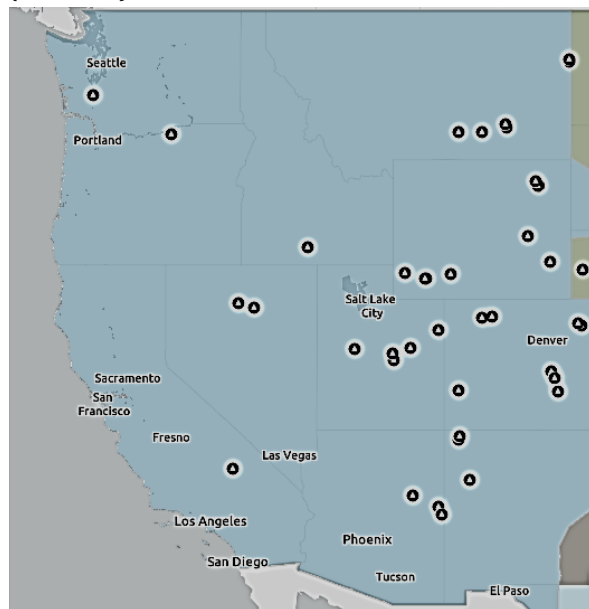 Seattle
Portland
Salt Lake
City
Denver
Sacramento
San
Francisco
Fresno
Las Vegas
Los Angeles
Phoenix
San Diego
Tucson
El Paso